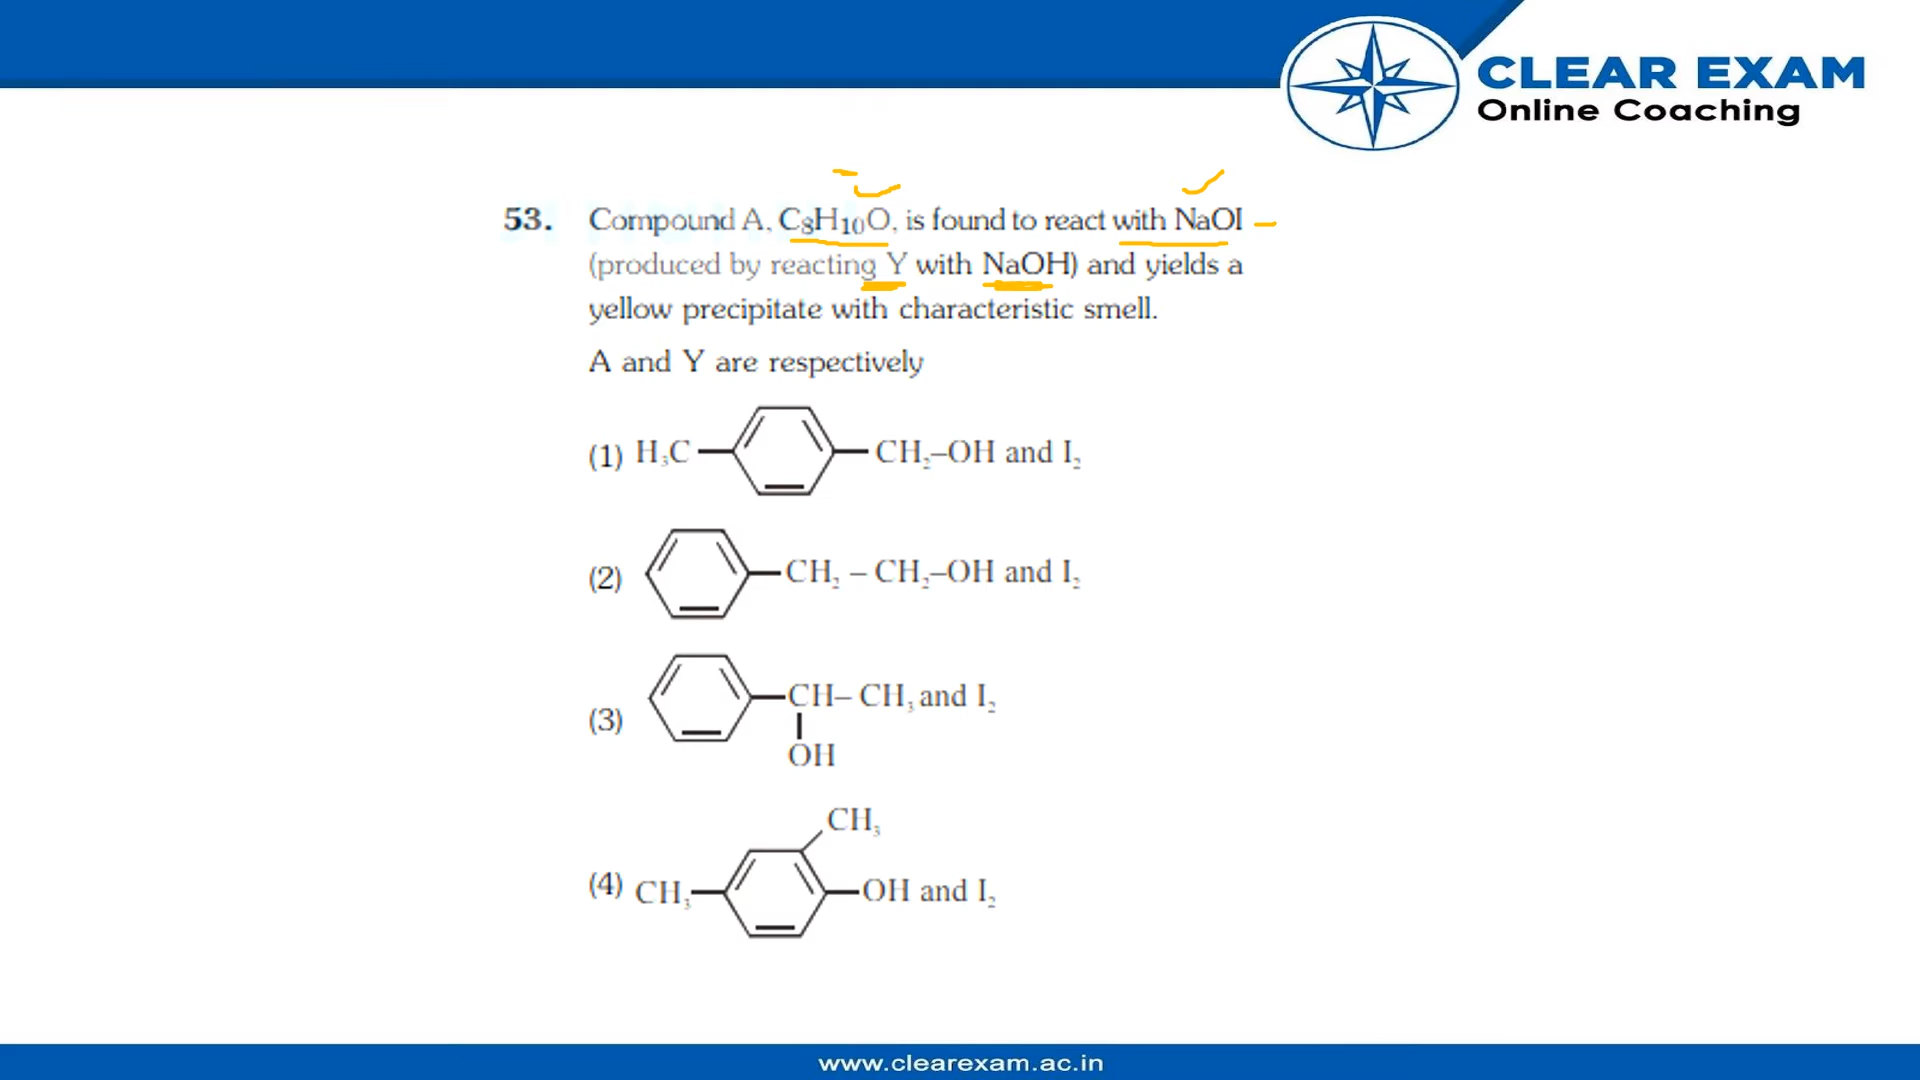 CLEAR EXAM
Online Coaching
53. Compound A, C₈H₁₀O, is found to react with NaOI
(produced by reacting Y with NaOH) and yields a
yellow precipitate with characteristic smell.
A and Y are respectively
(1) H₃C CH₂–OH and I₂
(2) CH₂ – CH₂–OH and I₂
(3) CH– CH₃ and I₂
OH
CH₃
(4) CH₃ OH and I₂
www.clearexam.ac.in